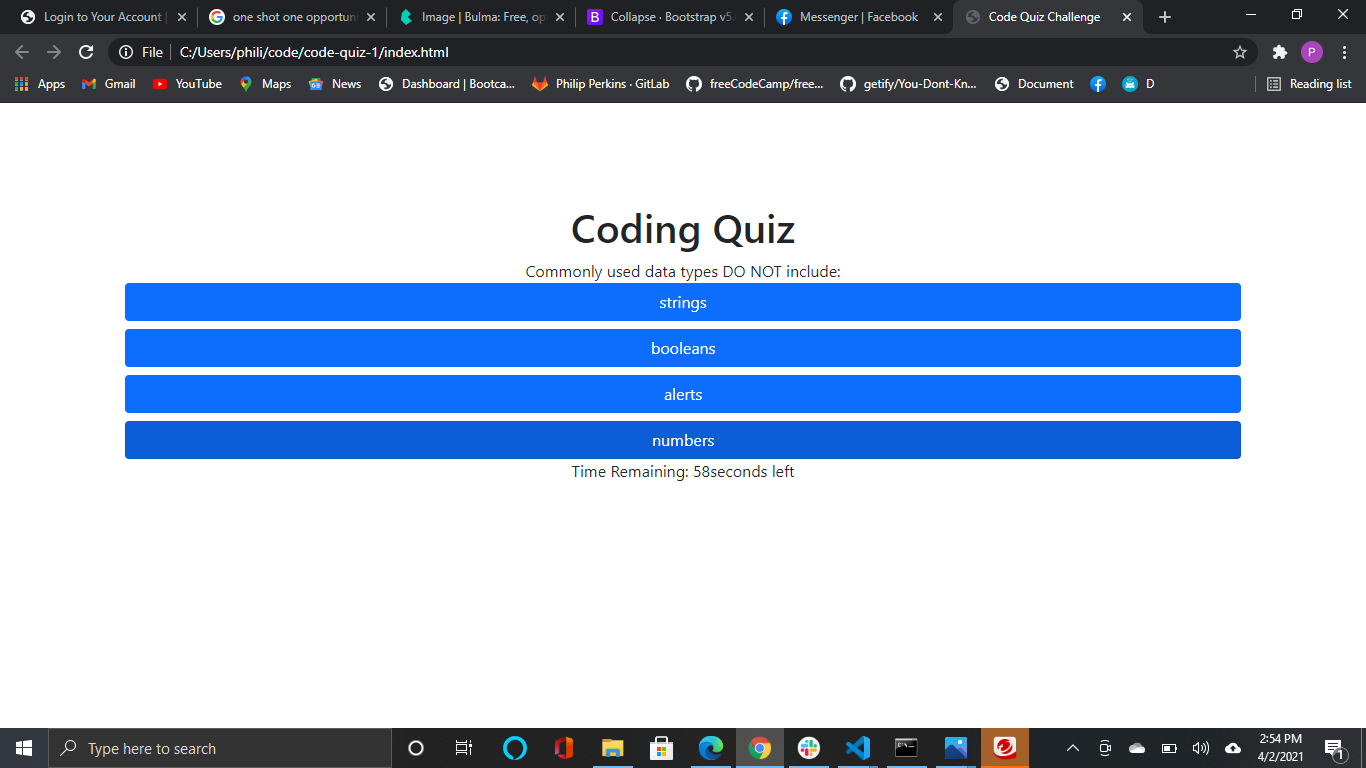 Login to Your Account |
one shot one opportun
Image | Bulma: Free, op
Collapse · Bootstrap v5.
Messenger | Facebook
Code Quiz Challenge
File
C:/Users/phili/code/code-quiz-1/index.html
P
Apps
Gmail
YouTube
Maps
News
Dashboard | Bootca...
Philip Perkins · GitLab
freeCodeCamp/free...
getify/You-Dont-Kn...
Document
D
Reading list
Coding Quiz
Commonly used data types DO NOT include:
strings
booleans
alerts
numbers
Time Remaining: 58seconds left
Type here to search
2:54 PM
4/2/2021
1